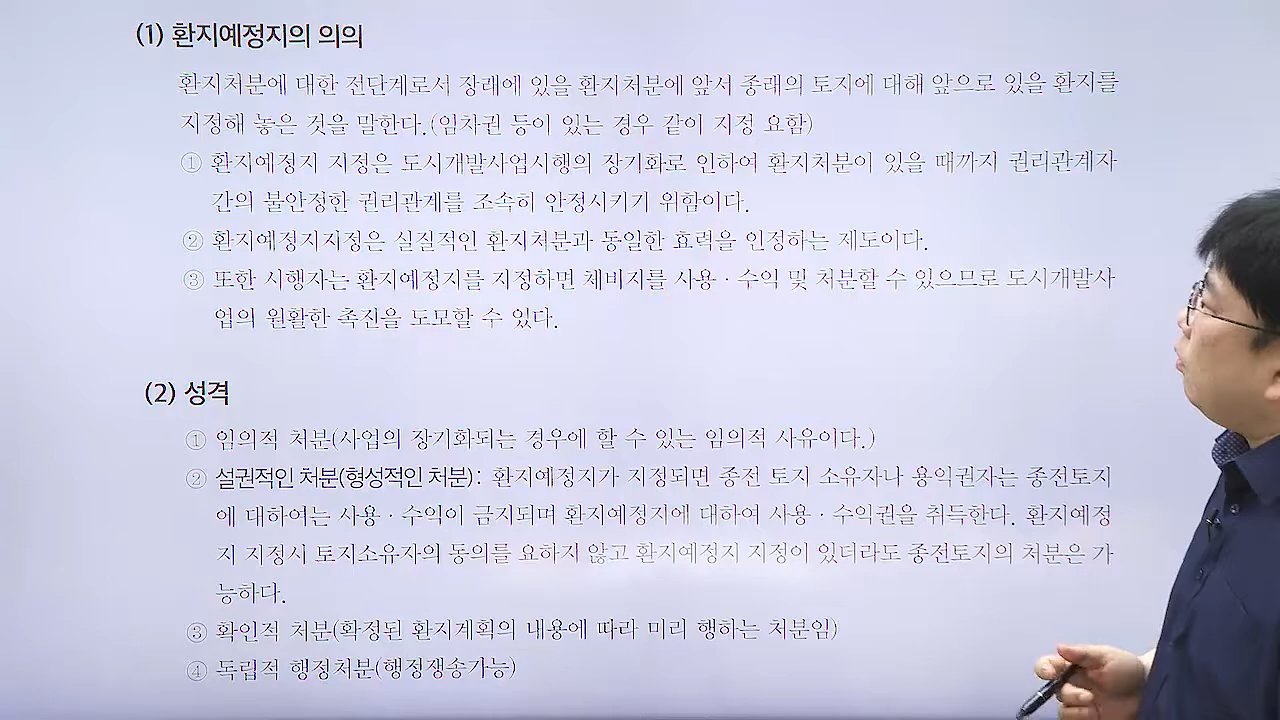 (1) 환지예정지의 의의
환지처분에 대한 전단계로서 장래에 있을 환지처분에 앞서 종래의 토지에 대해 앞으로 있을 환지를
지정해 놓은 것을 말한다.(임차권 등이 있는 경우 같이 지정 요함)
① 환지예정지 지정은 도시개발사업시행의 장기화로 인하여 환지처분이 있을 때까지 권리관계자
간의 불안정한 권리관계를 조속히 안정시키기 위함이다.
② 환지예정지지정은 실질적인 환지처분과 동일한 효력을 인정하는 제도이다.
③ 또한 시행자는 환지예정지를 지정하면 체비지를 사용·수익 및 처분할 수 있으므로 도시개발사
업의 원활한 촉진을 도모할 수 있다.
(2) 성격
① 임의적 처분(사업의 장기화되는 경우에 할 수 있는 임의적 사유이다.)
② 설권적인 처분(형성적인 처분): 환지예정지가 지정되면 종전 토지 소유자나 용익권자는 종전토지
에 대하여는 사용·수익이 금지되며 환지예정지에 대하여 사용·수익권을 취득한다. 환지예정
지 지정시 토지소유자의 동의를 요하지 않고 환지예정지 지정이 있더라도 종전토지의 처분은 가
능하다.
③ 확인적 처분(확정된 환지계획의 내용에 따라 미리 행하는 처분임)
④ 독립적 행정처분(행정쟁송가능)